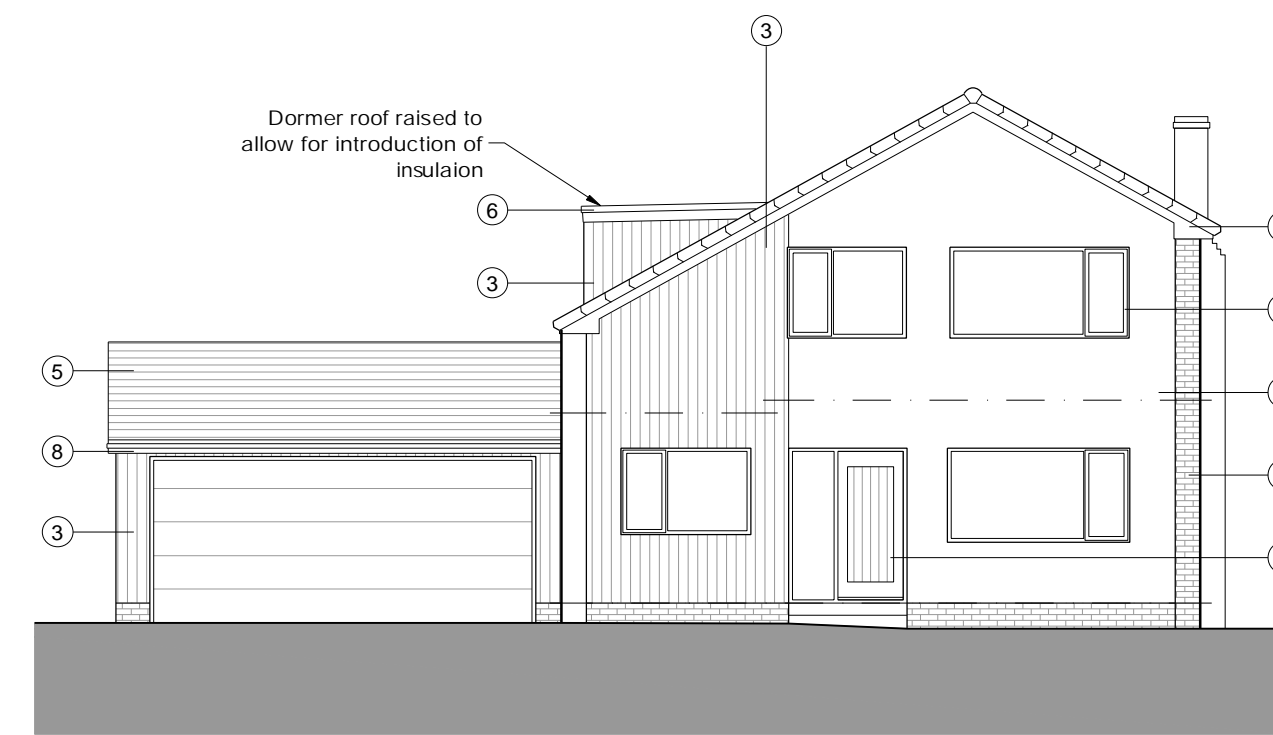 3
Dormer roof raised to
allow for introduction of
insulaion
6
3
5
8
3